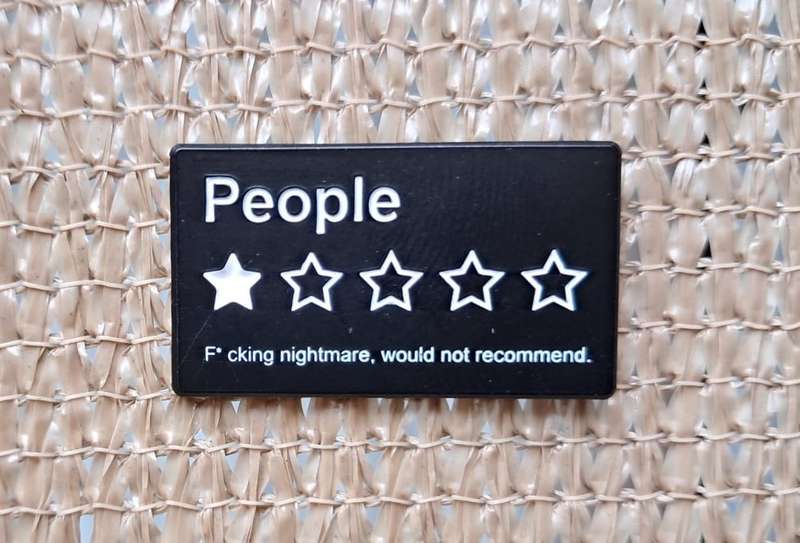 People
F* cking nightmare, would not recommend.